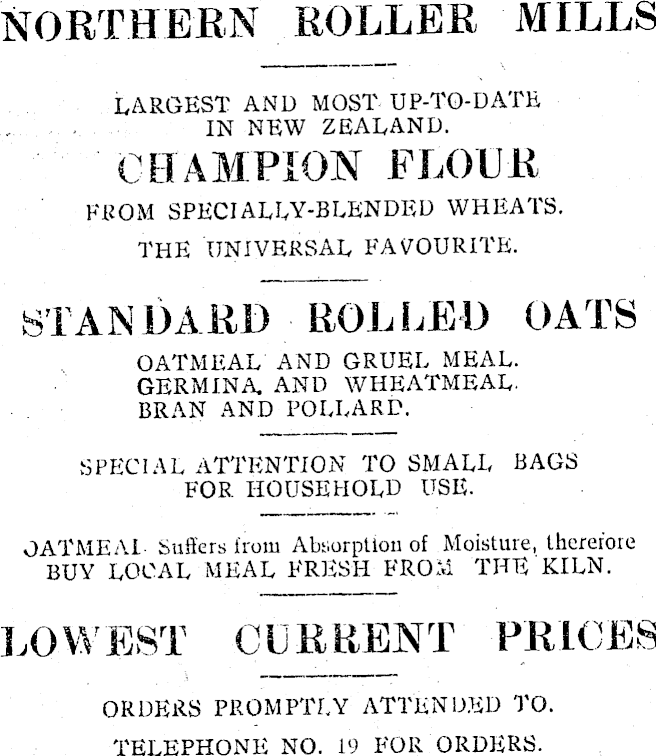 NORTHERN ROLLER MILLS
LARGEST AND MOST UP-TO-DATE
IN NEW ZEALAND.
CHAMPION FLOUR
FROM SPECIALLY-BLENDED WHEATS.
THE UNIVERSAL FAVOURITE.
STANDARD ROLLED OATS
OATMEAL AND GRUEL MEAL.
GERMINA, AND WHEATMEAL.
BRAN AND POLLARD.
SPECIAL ATTENTION TO SMALL BAGS
FOR HOUSEHOLD USE.
OATMEAL Suffers from Absorption of Moisture, therefore
BUY LOCAL MEAL FRESH FROM THE KILN.
LOWEST CURRENT PRICES
ORDERS PROMPTLY ATTENDED TO.
TELEPHONE NO. 19 FOR ORDERS.